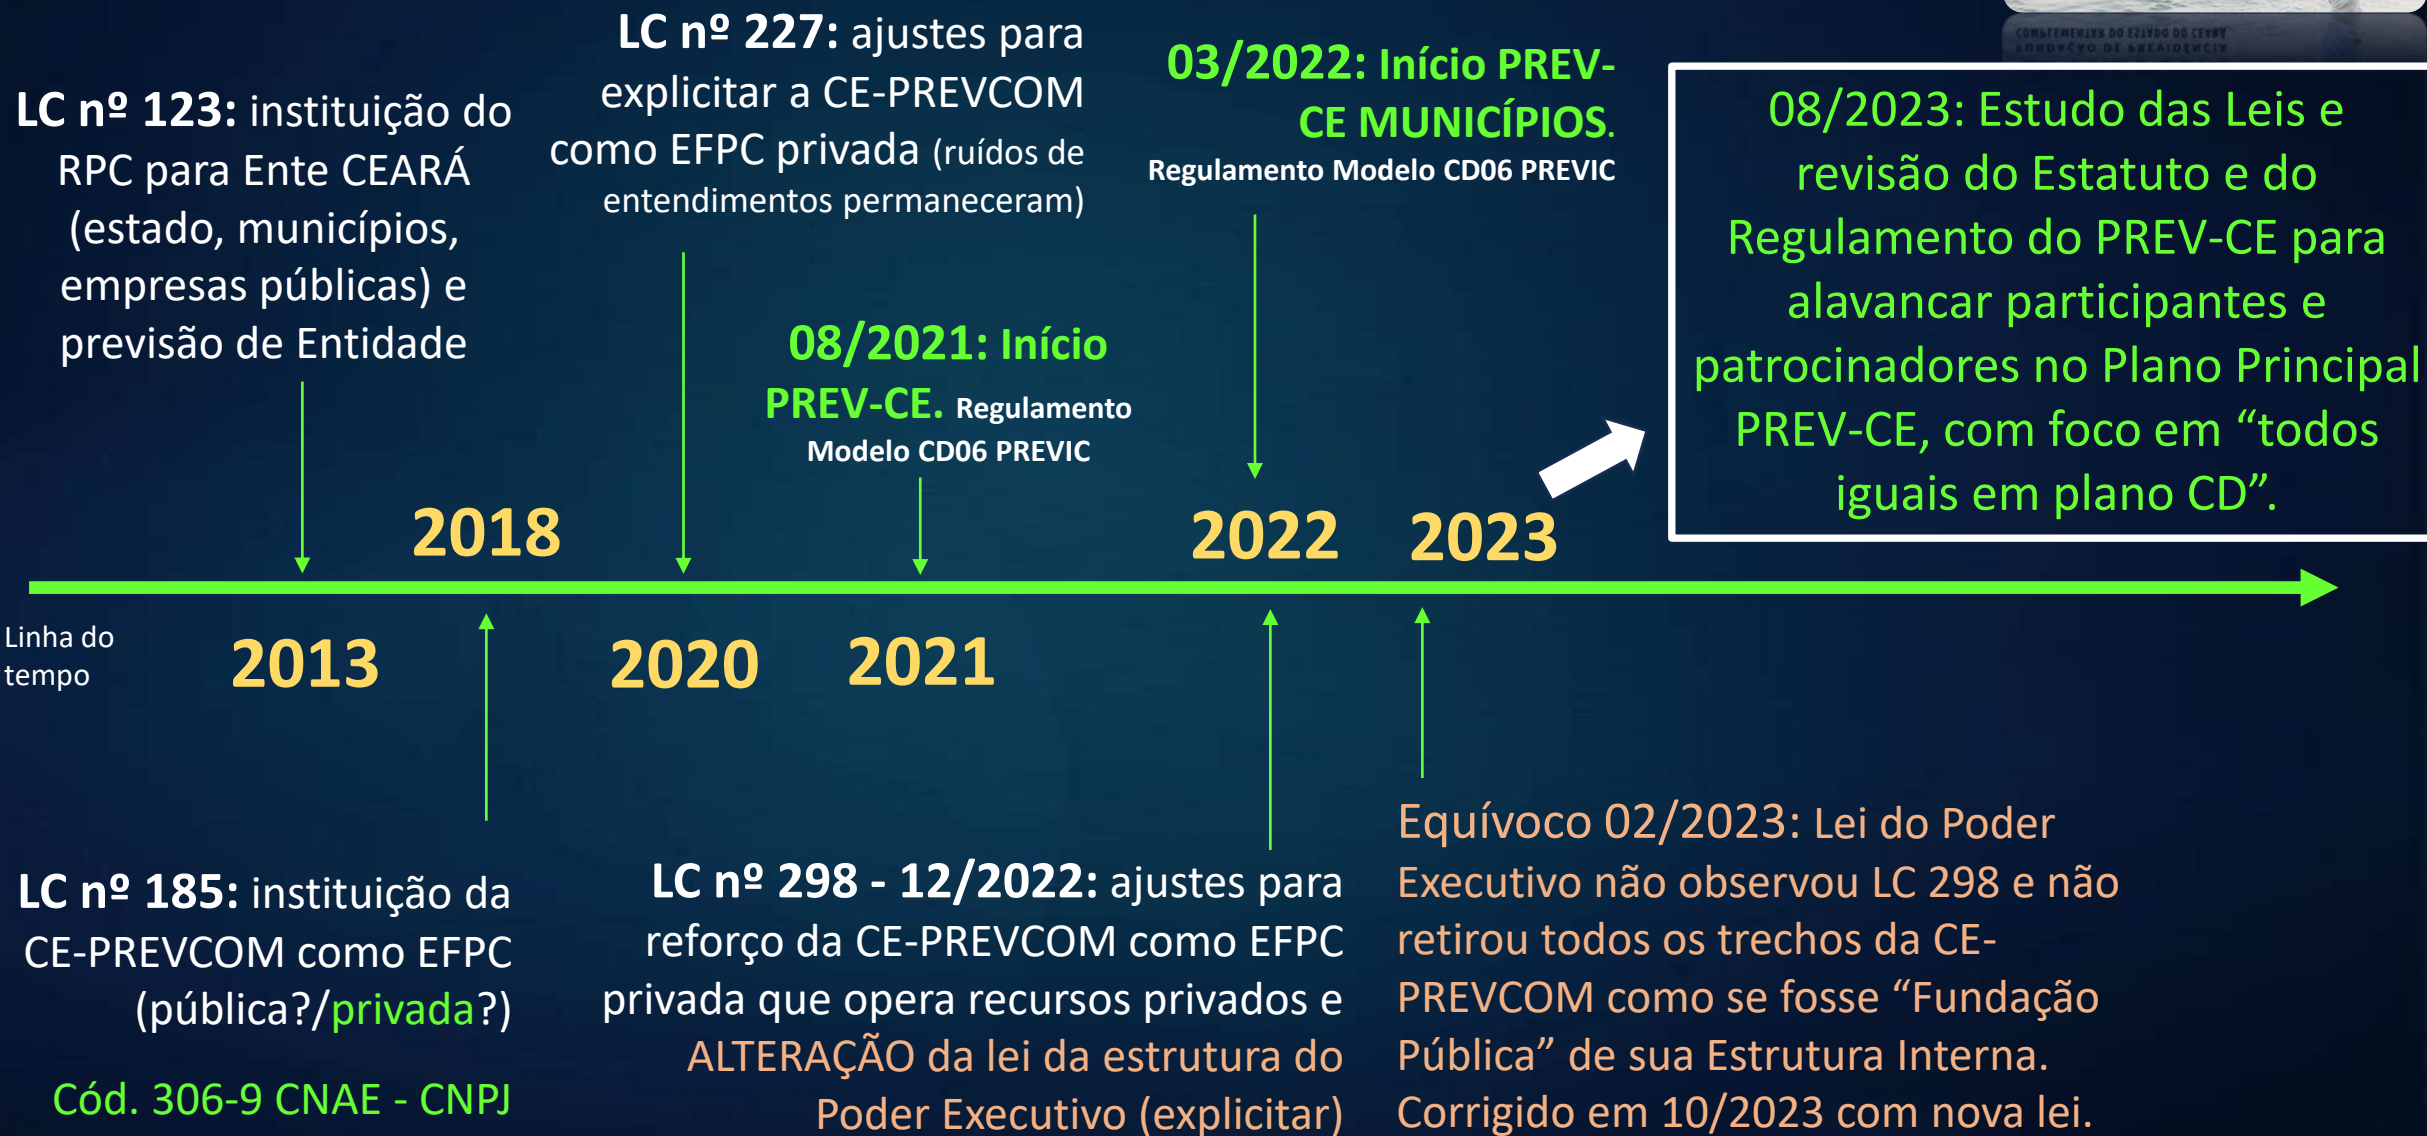 LC nº 123: instituição do
RPC para Ente CEARÁ
(estado, municípios,
empresas públicas) e
previsão de Entidade
LC nº 227: ajustes para
explicitar a CE-PREVCOM
como EFPC privada (ruídos de
entendimentos permaneceram)
08/2021: Início
PREV-CE. Regulamento
Modelo CD06 PREVIC
03/2022: Início PREV-
CE MUNICÍPIOS.
Regulamento Modelo CD06 PREVIC
COMPLEMENTAR DO ESTADO DO CEARÁ
FUNDAÇÃO DE PREVIDÊNCIA
08/2023: Estudo das Leis e
revisão do Estatuto e do
Regulamento do PREV-CE para
alavancar participantes e
patrocinadores no Plano Principal
PREV-CE, com foco em “todos
iguais em plano CD”.
2018
2022
2023
Linha do
tempo
2013
2020
2021
LC nº 185: instituição da
CE-PREVCOM como EFPC
(pública?/privada?)
Cód. 306-9 CNAE - CNPJ
LC nº 298 - 12/2022: ajustes para
reforço da CE-PREVCOM como EFPC
privada que opera recursos privados e
ALTERAÇÃO da lei da estrutura do
Poder Executivo (explicitar)
Equívoco 02/2023: Lei do Poder
Executivo não observou LC 298 e não
retirou todos os trechos da CE-
PREVCOM como se fosse “Fundação
Pública” de sua Estrutura Interna.
Corrigido em 10/2023 com nova lei.